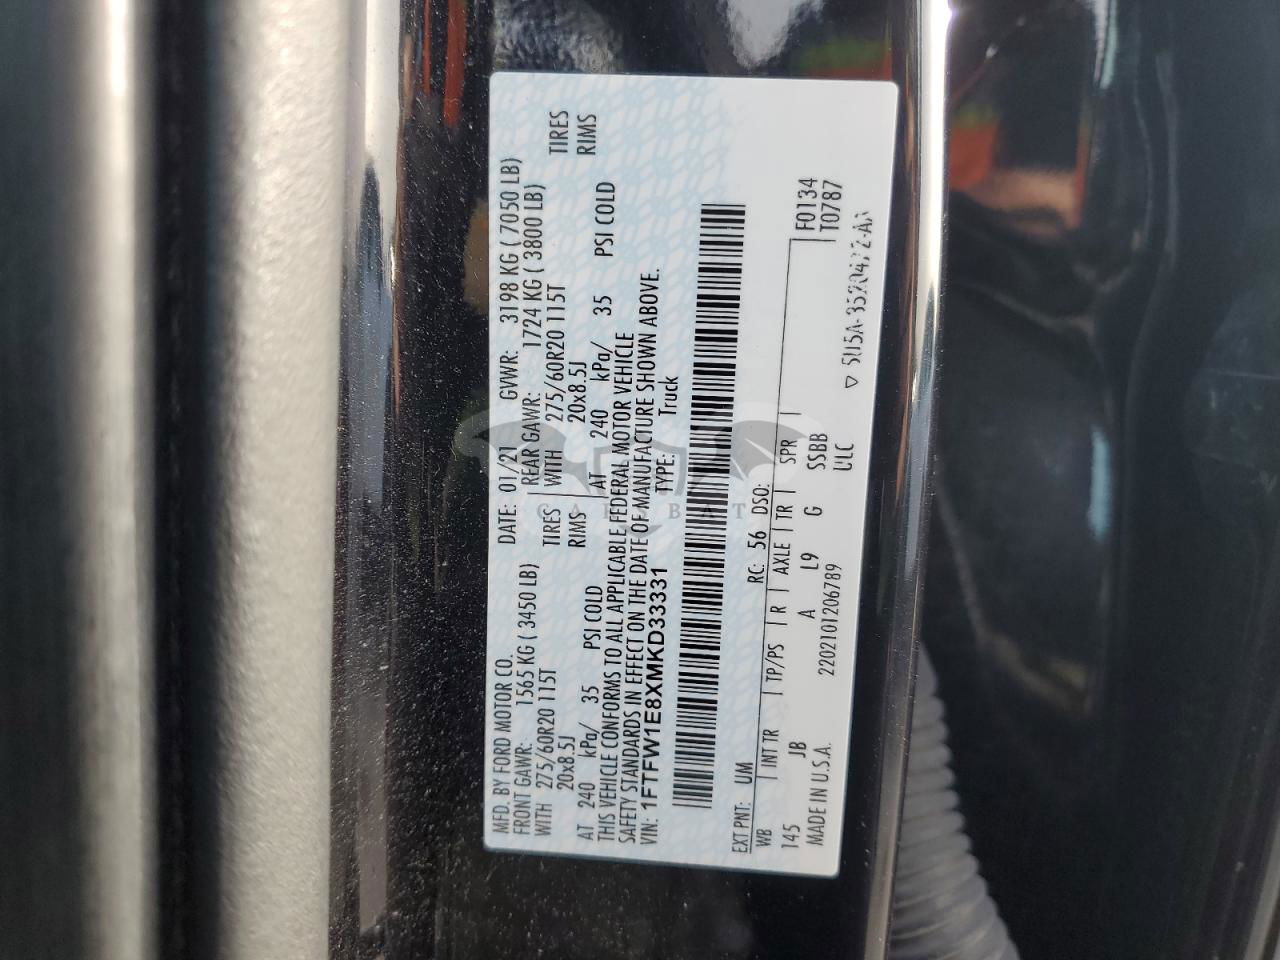 MFD. BY FORD MOTOR CO.
DATE: 01/21 GVWR: 3198 KG ( 7050 LB)
FRONT GAWR: 1565 KG ( 3450 LB)
REAR GAWR: 1724 KG ( 3800 LB)
WITH 275/60R20 115T TIRES
WITH 275/60R20 115T TIRES
20x8.5J RIMS
20x8.5J RIMS
AT 240 kPa/ 35 PSI COLD
AT 240 kPa/ 35 PSI COLD
THIS VEHICLE CONFORMS TO ALL APPLICABLE FEDERAL MOTOR VEHICLE
SAFETY STANDARDS IN EFFECT ON THE DATE OF MANUFACTURE SHOWN ABOVE.
VIN: 1FTFW1E8XMKD33331 TYPE: Truck
EXT PNT: UM RC: 56 DSO:
WB INT TR TP/PS R AXLE TR SPR F0134
T0787
145 JB A L9 G SSBB
MADE IN U.S.A. 2202101206789 ULC
CAR BAT